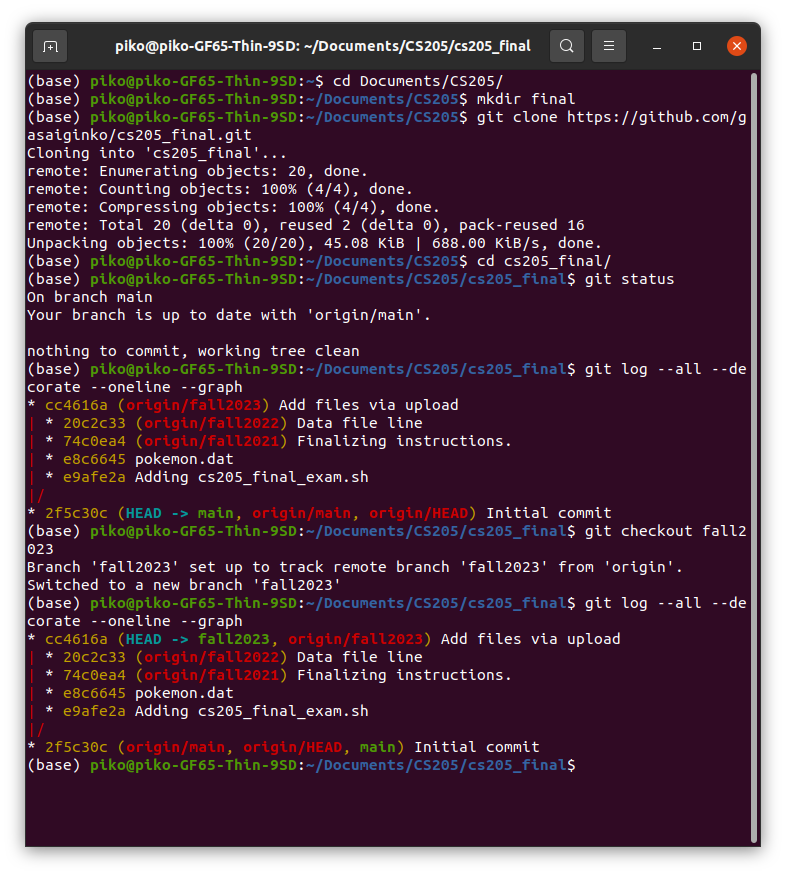 piko@piko-GF65-Thin-9SD: ~/Documents/CS205/cs205_final
(base) piko@piko-GF65-Thin-9SD:~$ cd Documents/CS205/
(base) piko@piko-GF65-Thin-9SD:~/Documents/CS205$ mkdir final
(base) piko@piko-GF65-Thin-9SD:~/Documents/CS205$ git clone https://github.com/g
asaiginko/cs205_final.git
Cloning into 'cs205_final'...
remote: Enumerating objects: 20, done.
remote: Counting objects: 100% (4/4), done.
remote: Compressing objects: 100% (4/4), done.
remote: Total 20 (delta 0), reused 2 (delta 0), pack-reused 16
Unpacking objects: 100% (20/20), 45.08 KiB | 688.00 KiB/s, done.
(base) piko@piko-GF65-Thin-9SD:~/Documents/CS205$ cd cs205_final/
(base) piko@piko-GF65-Thin-9SD:~/Documents/CS205/cs205_final$ git status
On branch main
Your branch is up to date with 'origin/main'.

nothing to commit, working tree clean
(base) piko@piko-GF65-Thin-9SD:~/Documents/CS205/cs205_final$ git log --all --de
corate --oneline --graph
* cc4616a (origin/fall2023) Add files via upload
| * 20c2c33 (origin/fall2022) Data file line
| * 74c0ea4 (origin/fall2021) Finalizing instructions.
| * e8c6645 pokemon.dat
| * e9afe2a Adding cs205_final_exam.sh
|/
* 2f5c30c (HEAD -> main, origin/main, origin/HEAD) Initial commit
(base) piko@piko-GF65-Thin-9SD:~/Documents/CS205/cs205_final$ git checkout fall2
023
Branch 'fall2023' set up to track remote branch 'fall2023' from 'origin'.
Switched to a new branch 'fall2023'
(base) piko@piko-GF65-Thin-9SD:~/Documents/CS205/cs205_final$ git log --all --de
corate --oneline --graph
* cc4616a (HEAD -> fall2023, origin/fall2023) Add files via upload
| * 20c2c33 (origin/fall2022) Data file line
| * 74c0ea4 (origin/fall2021) Finalizing instructions.
| * e8c6645 pokemon.dat
| * e9afe2a Adding cs205_final_exam.sh
|/
* 2f5c30c (origin/main, origin/HEAD, main) Initial commit
(base) piko@piko-GF65-Thin-9SD:~/Documents/CS205/cs205_final$